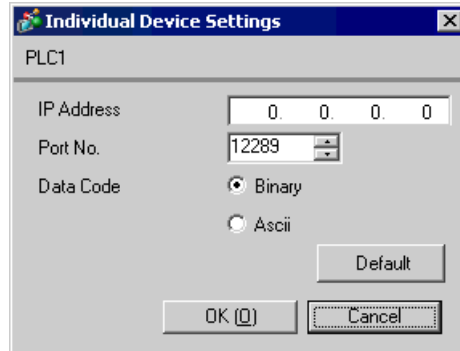 Individual Device Settings
PLC1
IP Address 0. 0. 0. 0
Port No. 12289
Data Code Binary
Ascii
Default
OK (O) Cancel